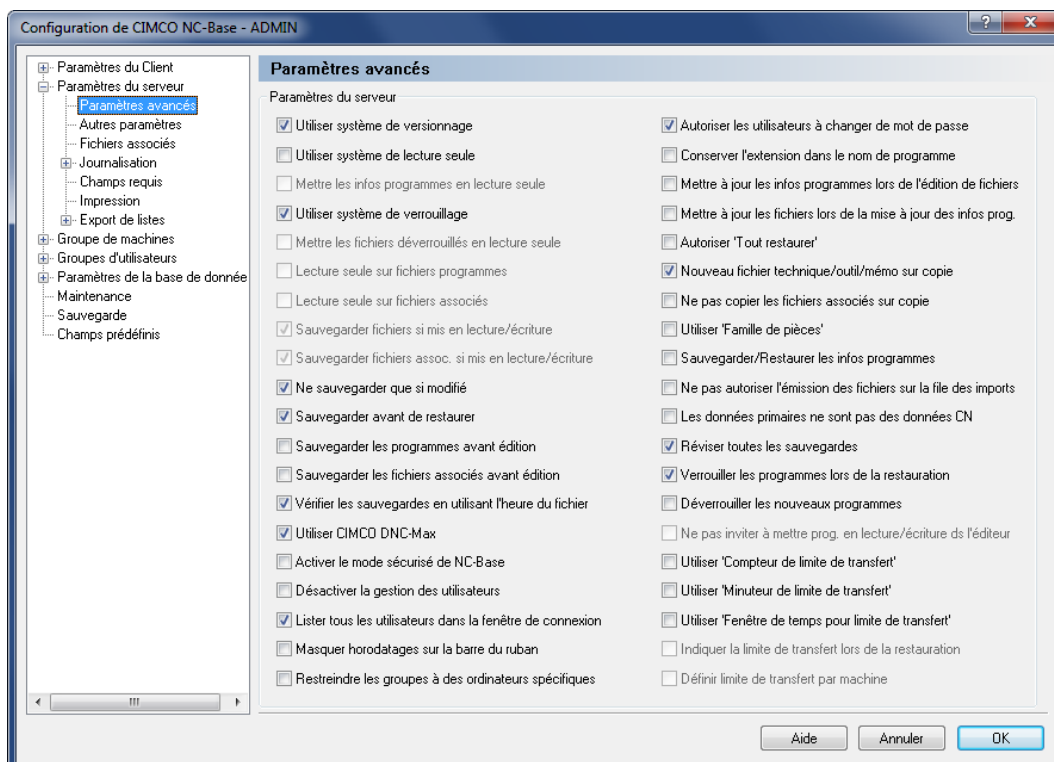 Configuration de CIMCO NC-Base - ADMIN
Paramètres du Client
Paramètres du serveur
Paramètres avancés
Autres paramètres
Fichiers associés
Journalisation
Champs requis
Impression
Export de listes
Groupe de machines
Groupes d'utilisateurs
Paramètres de la base de donnée
Maintenance
Sauvegarde
Champs prédéfinis
Paramètres avancés
Paramètres du serveur
Utiliser système de versionnage
Utiliser système de lecture seule
Mettre les infos programmes en lecture seule
Utiliser système de verrouillage
Mettre les fichiers déverrouillés en lecture seule
Lecture seule sur fichiers programmes
Lecture seule sur fichiers associés
Sauvegarder fichiers si mis en lecture/écriture
Sauvegarder fichiers assoc. si mis en lecture/écriture
Ne sauvegarder que si modifié
Sauvegarder avant de restaurer
Sauvegarder les programmes avant édition
Sauvegarder les fichiers associés avant édition
Vérifier les sauvegardes en utilisant l'heure du fichier
Utiliser CIMCO DNC-Max
Activer le mode sécurisé de NC-Base
Désactiver la gestion des utilisateurs
Lister tous les utilisateurs dans la fenêtre de connexion
Masquer horodatages sur la barre du ruban
Restreindre les groupes à des ordinateurs spécifiques
Autoriser les utilisateurs à changer de mot de passe
Conserver l'extension dans le nom de programme
Mettre à jour les infos programmes lors de l'édition de fichiers
Mettre à jour les fichiers lors de la mise à jour des infos prog.
Autoriser 'Tout restaurer'
Nouveau fichier technique/outil/mémo sur copie
Ne pas copier les fichiers associés sur copie
Utiliser 'Famille de pièces'
Sauvegarder/Restaurer les infos programmes
Ne pas autoriser l'émission des fichiers sur la file des imports
Les données primaires ne sont pas des données CN
Réviser toutes les sauvegardes
Verrouiller les programmes lors de la restauration
Déverrouiller les nouveaux programmes
Ne pas inviter à mettre prog. en lecture/écriture ds l'éditeur
Utiliser 'Compteur de limite de transfert'
Utiliser 'Minuteur de limite de transfert'
Utiliser 'Fenêtre de temps pour limite de transfert'
Indiquer la limite de transfert lors de la restauration
Définir limite de transfert par machine
Aide
Annuler
OK